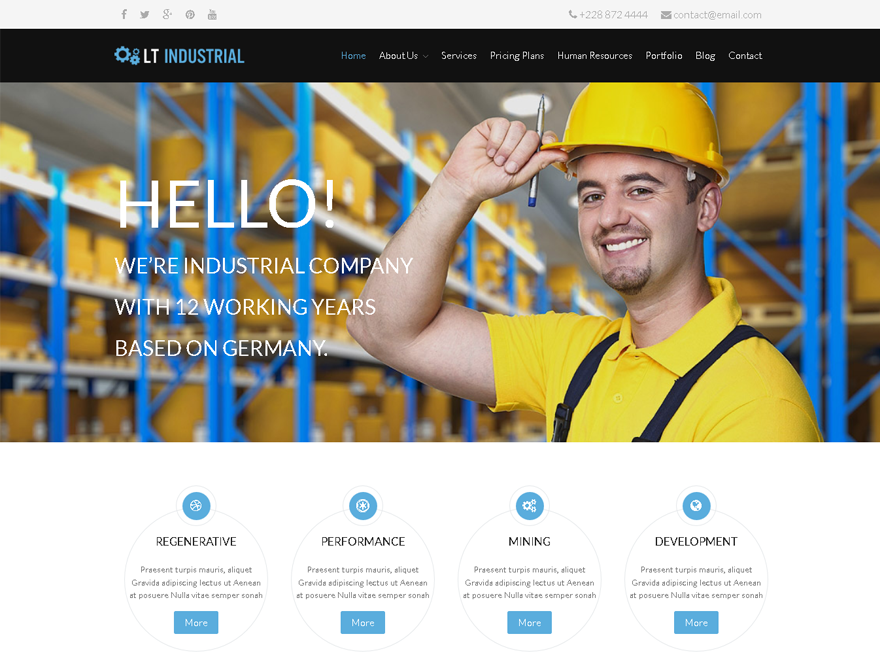 +228 872 4444 contact@email.com
LT INDUSTRIAL
Home About Us Services Pricing Plans Human Resources Portfolio Blog Contact
HELLO!
WE'RE INDUSTRIAL COMPANY
WITH 12 WORKING YEARS
BASED ON GERMANY.
REGENERATIVE
Praesent turpis mauris, aliquet
Gravida adipiscing lectus ut Aenean
at posuere Nulla vitae semper sonah
More
PERFORMANCE
Praesent turpis mauris, aliquet
Gravida adipiscing lectus ut Aenean
at posuere Nulla vitae semper sonah
More
MINING
Praesent turpis mauris, aliquet
Gravida adipiscing lectus ut Aenean
at posuere Nulla vitae semper sonah
More
DEVELOPMENT
Praesent turpis mauris, aliquet
Gravida adipiscing lectus ut Aenean
at posuere Nulla vitae semper sonah
More